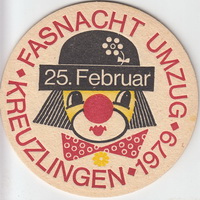 FASNACHT UMZUG
25. Februar
KREUZLINGEN • 1979